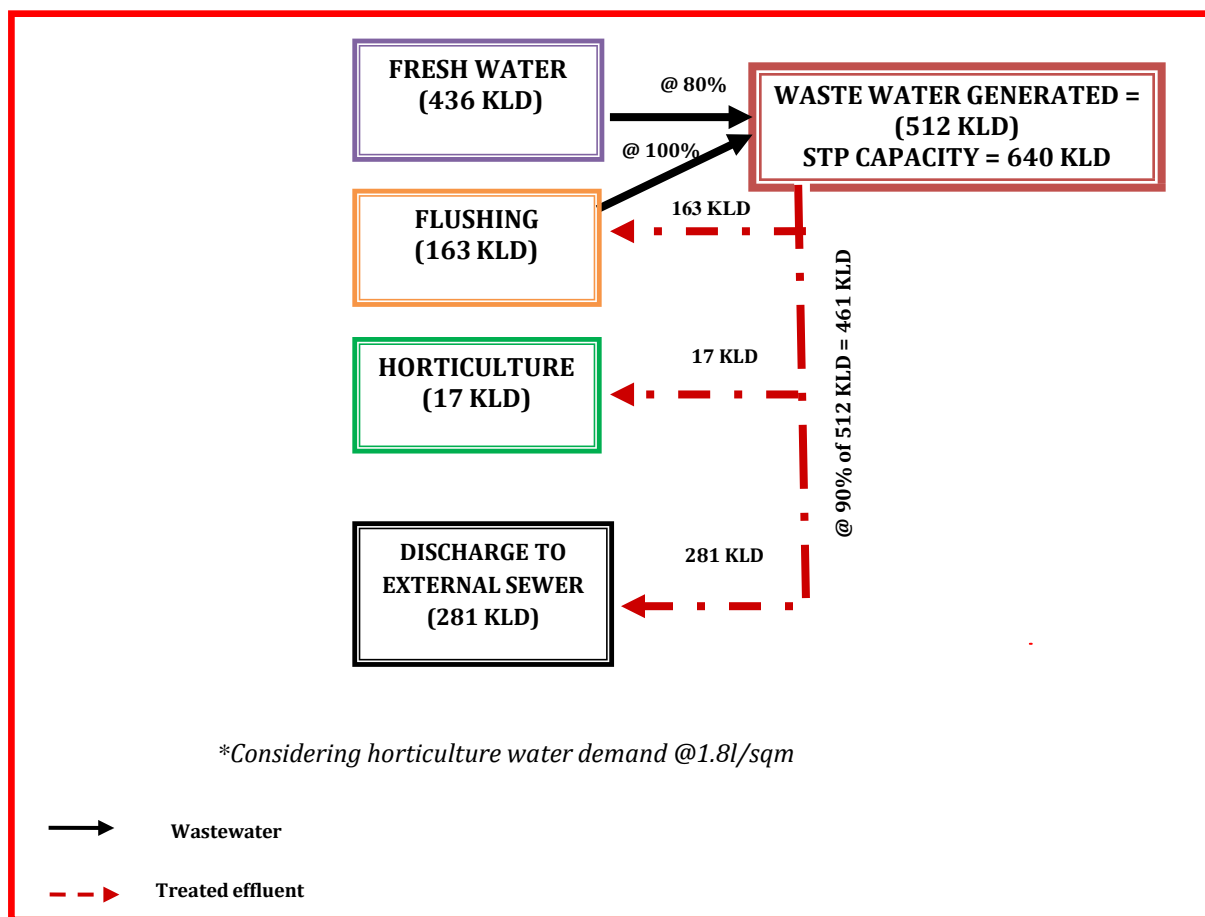 FRESH WATER
(436 KLD)
@ 80%
WASTE WATER GENERATED =
(512 KLD)
STP CAPACITY = 640 KLD
@ 100%
FLUSHING
(163 KLD)
163 KLD
HORTICULTURE
(17 KLD)
17 KLD
@ 90% of 512 KLD = 461 KLD
DISCHARGE TO
EXTERNAL SEWER
(281 KLD)
281 KLD
*Considering horticulture water demand @1.8l/sqm
Wastewater
Treated effluent